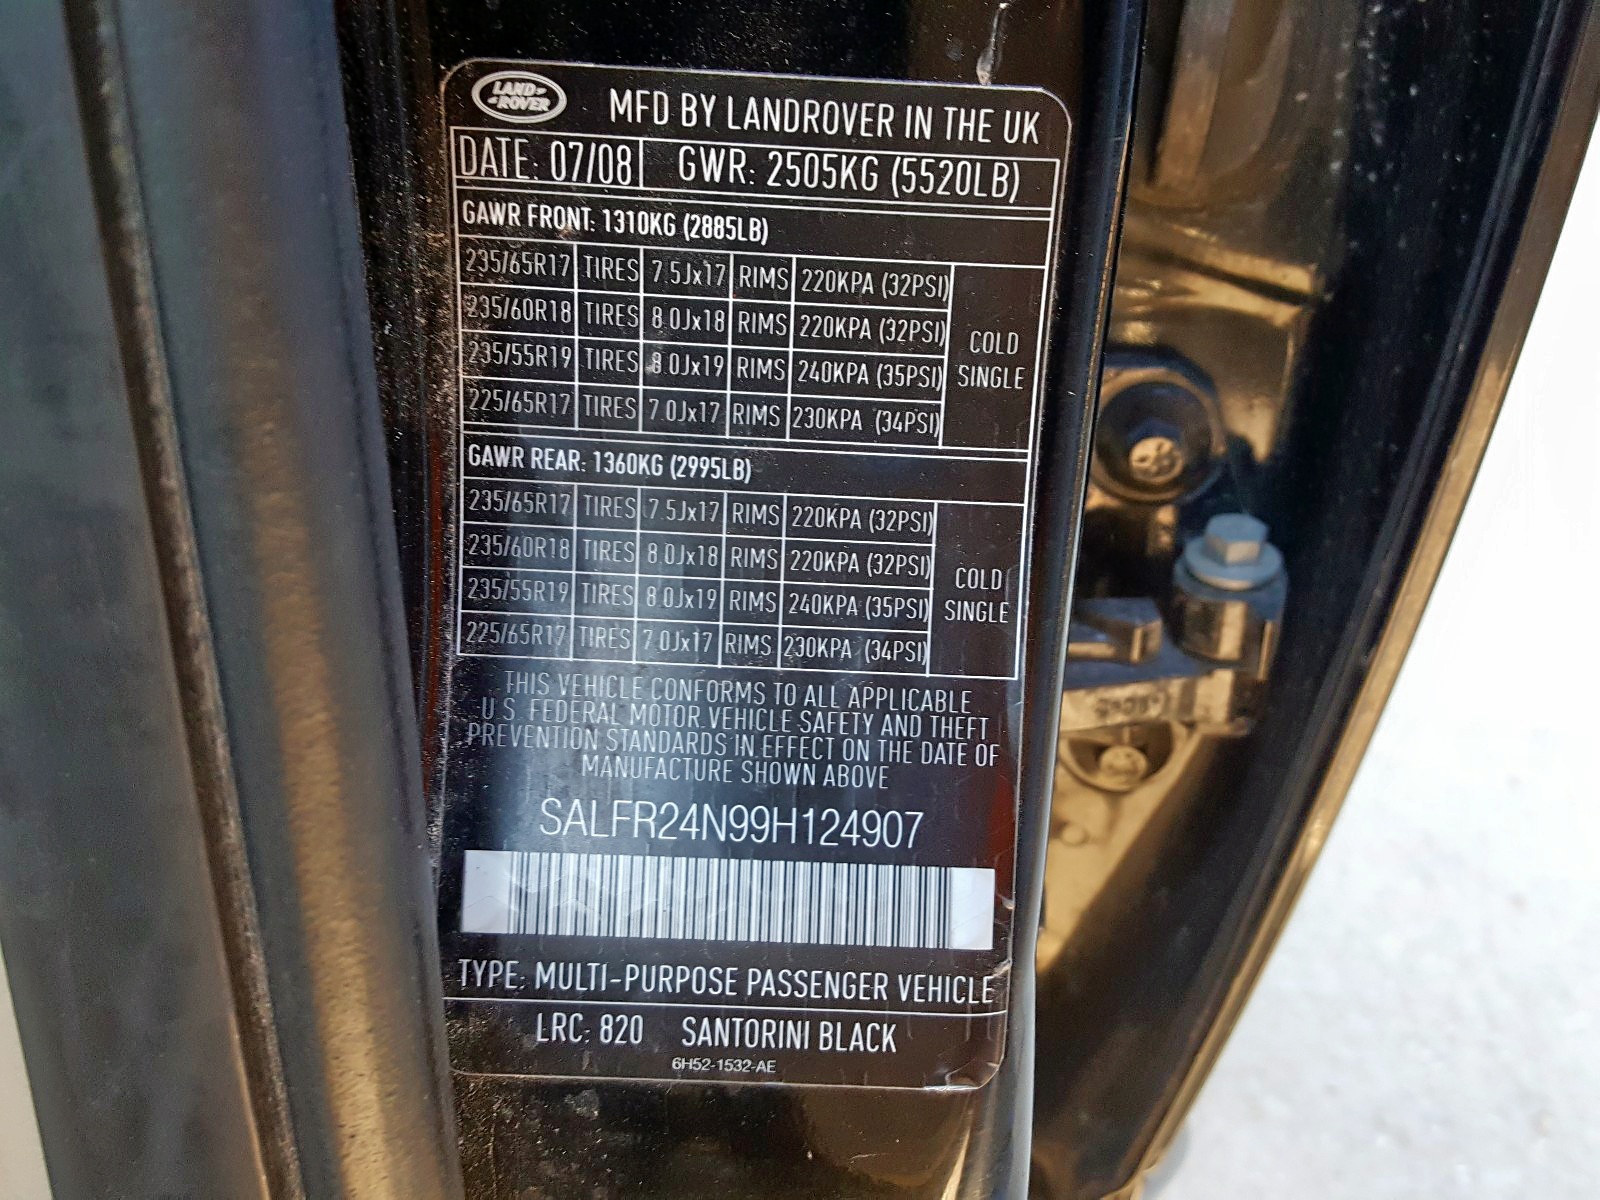 LAND ROVER
MFD BY LANDROVER IN THE UK
DATE: 07/08 GWR: 2505KG (5520LB)
GAWR FRONT: 1310KG (2885LB)
235/65R17 TIRES 7.5Jx17 RIMS 220KPA (32PSI)
235/60R18 TIRES 8.0Jx18 RIMS 220KPA (32PSI)
235/55R19 TIRES 8.0Jx19 RIMS 240KPA (35PSI)
225/65R17 TIRES 7.0Jx17 RIMS 230KPA (34PSI)
COLD
SINGLE
GAWR REAR: 1360KG (2995LB)
235/65R17 TIRES 7.5Jx17 RIMS 220KPA (32PSI)
235/60R18 TIRES 8.0Jx18 RIMS 220KPA (32PSI)
235/55R19 TIRES 8.0Jx19 RIMS 240KPA (35PSI)
225/65R17 TIRES 7.0Jx17 RIMS 230KPA (34PSI)
COLD
SINGLE
THIS VEHICLE CONFORMS TO ALL APPLICABLE
U.S. FEDERAL MOTOR VEHICLE SAFETY AND THEFT
PREVENTION STANDARDS IN EFFECT ON THE DATE OF
MANUFACTURE SHOWN ABOVE
SALFR24N99H124907
TYPE: MULTI-PURPOSE PASSENGER VEHICLE
LRC: 820 SANTORINI BLACK
6H52-1532-AE